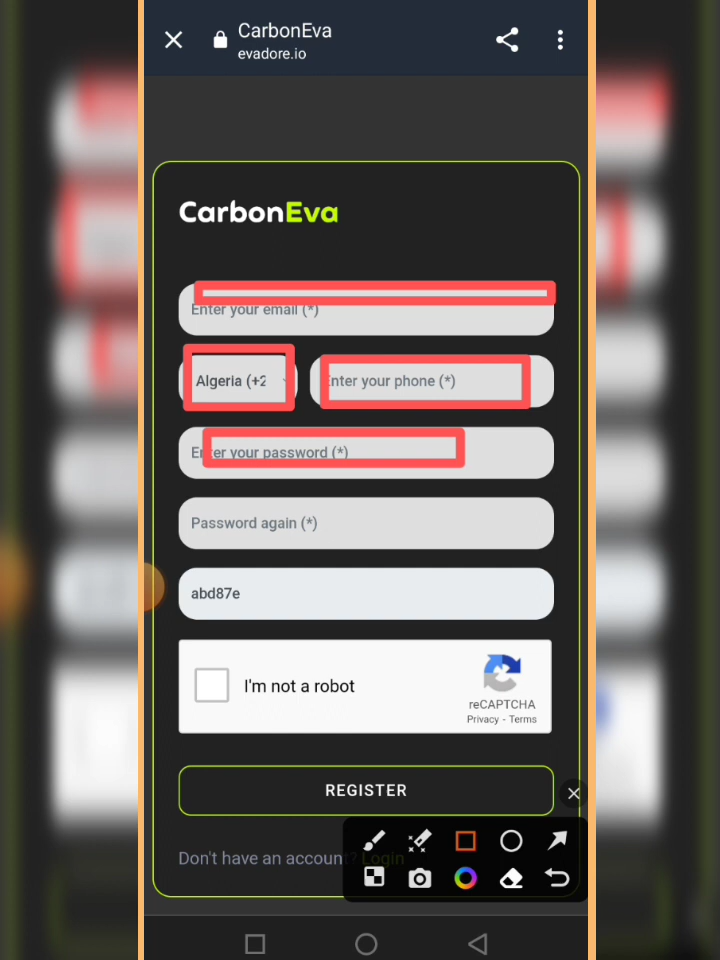 CarbonEva
evadore.io
CarbonEva
Enter your email (*)
Algeria (+2
Enter your phone (*)
Enter your password (*)
Password again (*)
abd87e
I'm not a robot
reCAPTCHA
Privacy - Terms
REGISTER
Don't have an account? Login